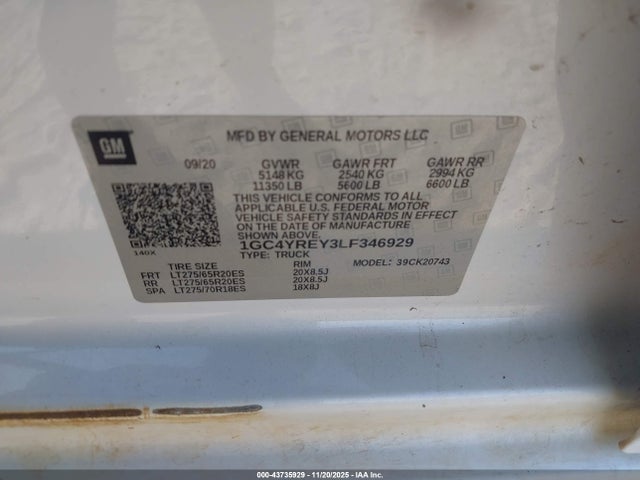 GM
MFD BY GENERAL MOTORS LLC
09/20 GVWR GAWR FRT GAWR RR
5148 KG 2540 KG 2994 KG
11350 LB 5600 LB 6600 LB
THIS VEHICLE CONFORMS TO ALL
APPLICABLE U.S. FEDERAL MOTOR
VEHICLE SAFETY STANDARDS IN EFFECT
ON THE DATE OF MANUFACTURE
SHOWN ABOVE.
1GC4YREY3LF346929
140X TYPE: TRUCK
TIRE SIZE RIM MODEL: 39CK20743
FRT LT275/65R20ES 20X8.5J
RR LT275/65R20ES 20X8.5J
SPA LT275/70R18ES 18X8J
000-43735929 - 11/20/2025 - IAA Inc.